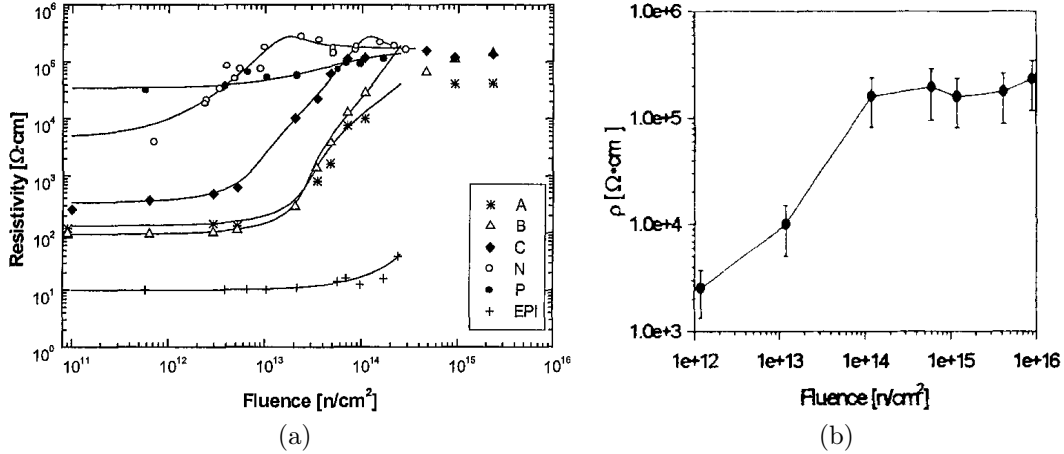 10^6
10^5
10^4
10^3
10^2
10^1
10^0
Resistivity [Ω·cm]
10^11
10^12
10^13
10^14
10^15
10^16
Fluence [n/cm^2]
A
B
C
N
P
EPI
(a)
1.0e+6
1.0e+5
1.0e+4
1.0e+3
ρ [Ω•cm]
1e+12
1e+13
1e+14
1e+15
1e+16
Fluence [n/cm^2]
(b)